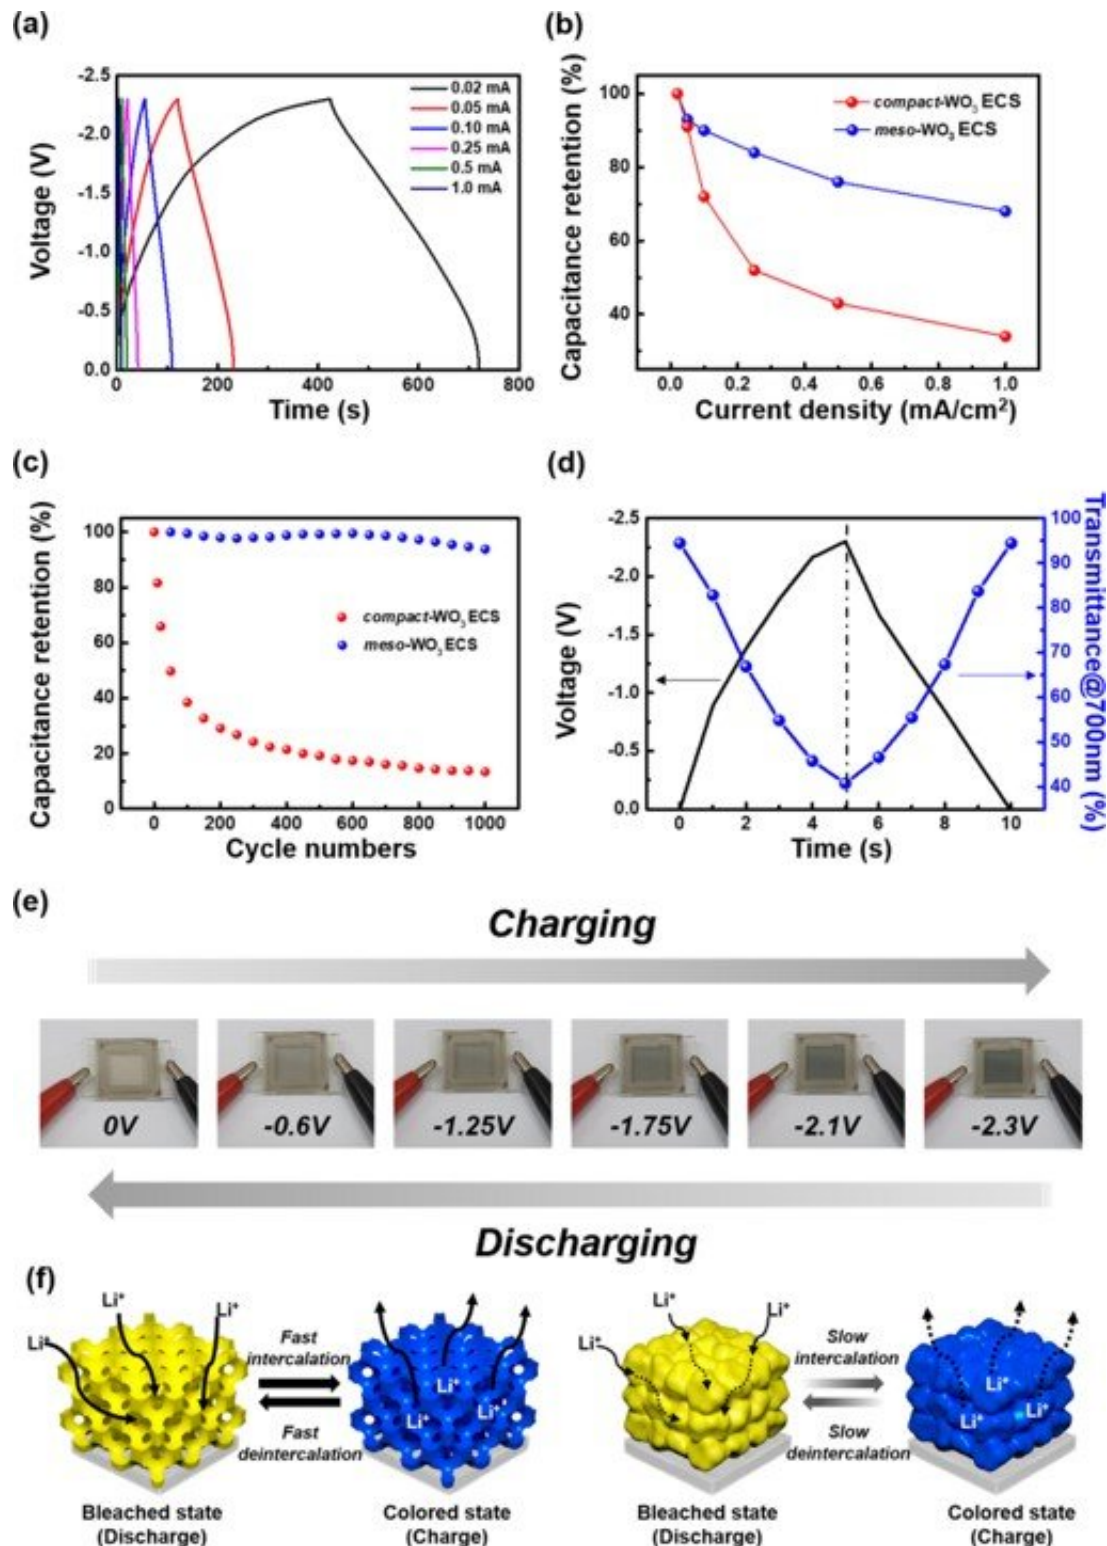 (a)
Voltage (V)
-2.5
-2.0
-1.5
-1.0
-0.5
0.0
0.02 mA
0.05 mA
0.10 mA
0.25 mA
0.5 mA
1.0 mA
0 200 400 600 800
Time (s)
(b)
Capacitance retention (%)
100
80
60
40
compact-WO₃ ECS
meso-WO₃ ECS
0.0 0.2 0.4 0.6 0.8 1.0
Current density (mA/cm²)
(c)
Capacitance retention (%)
100
80
60
40
20
0
compact-WO₃ ECS
meso-WO₃ ECS
0 200 400 600 800 1000
Cycle numbers
(d)
Voltage (V)
-2.5
-2.0
-1.5
-1.0
-0.5
0.0
100
90
80
70
60
50
40
Transmittance@700nm (%)
0 2 4 6 8 10
Time (s)
(e)
Charging
0V -0.6V -1.25V -1.75V -2.1V -2.3V
Discharging
(f)
Li⁺
Li⁺
Li⁺
Fast
intercalation
Fast
deintercalation
Li⁺
Li⁺
Li⁺
Bleached state
(Discharge)
Colored state
(Charge)
Li⁺
Li⁺
Li⁺
Slow
intercalation
Slow
deintercalation
Li⁺
Li⁺
Li⁺
Bleached state
(Discharge)
Colored state
(Charge)